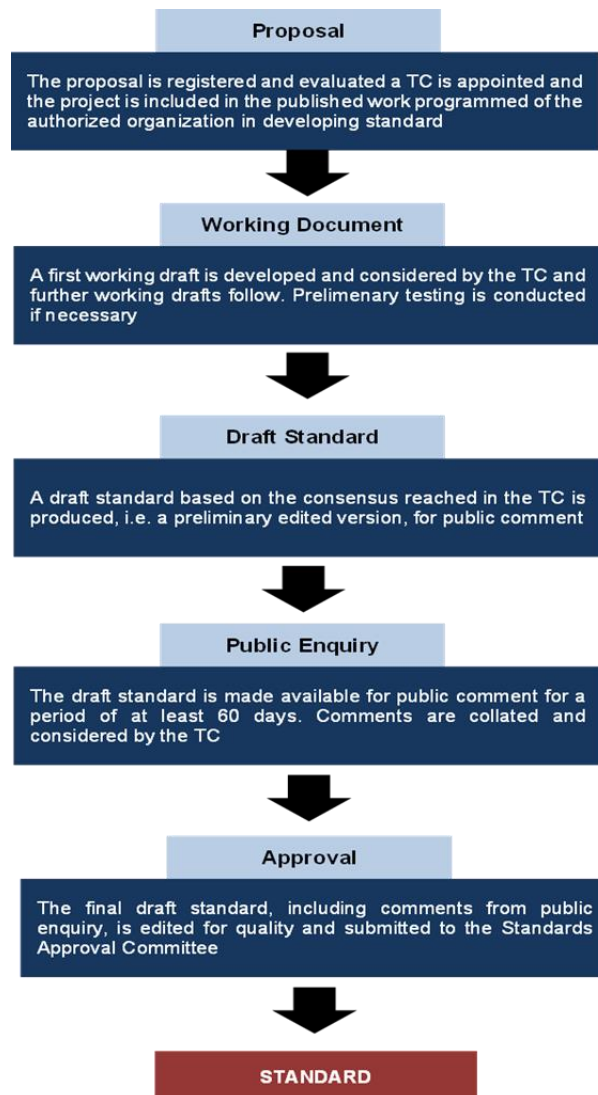 Proposal
The proposal is registered and evaluated a TC is appointed and
the project is included in the published work programmed of the
authorized organization in developing standard
Working Document
A first working draft is developed and considered by the TC and
further working drafts follow. Prelimenary testing is conducted
if necessary
Draft Standard
A draft standard based on the consensus reached in the TC is
produced, i.e. a preliminary edited version, for public comment
Public Enquiry
The draft standard is made available for public comment for a
period of at least 60 days. Comments are collated and
considered by the TC
Approval
The final draft standard, including comments from public
enquiry, is edited for quality and submitted to the Standards
Approval Committee
STANDARD